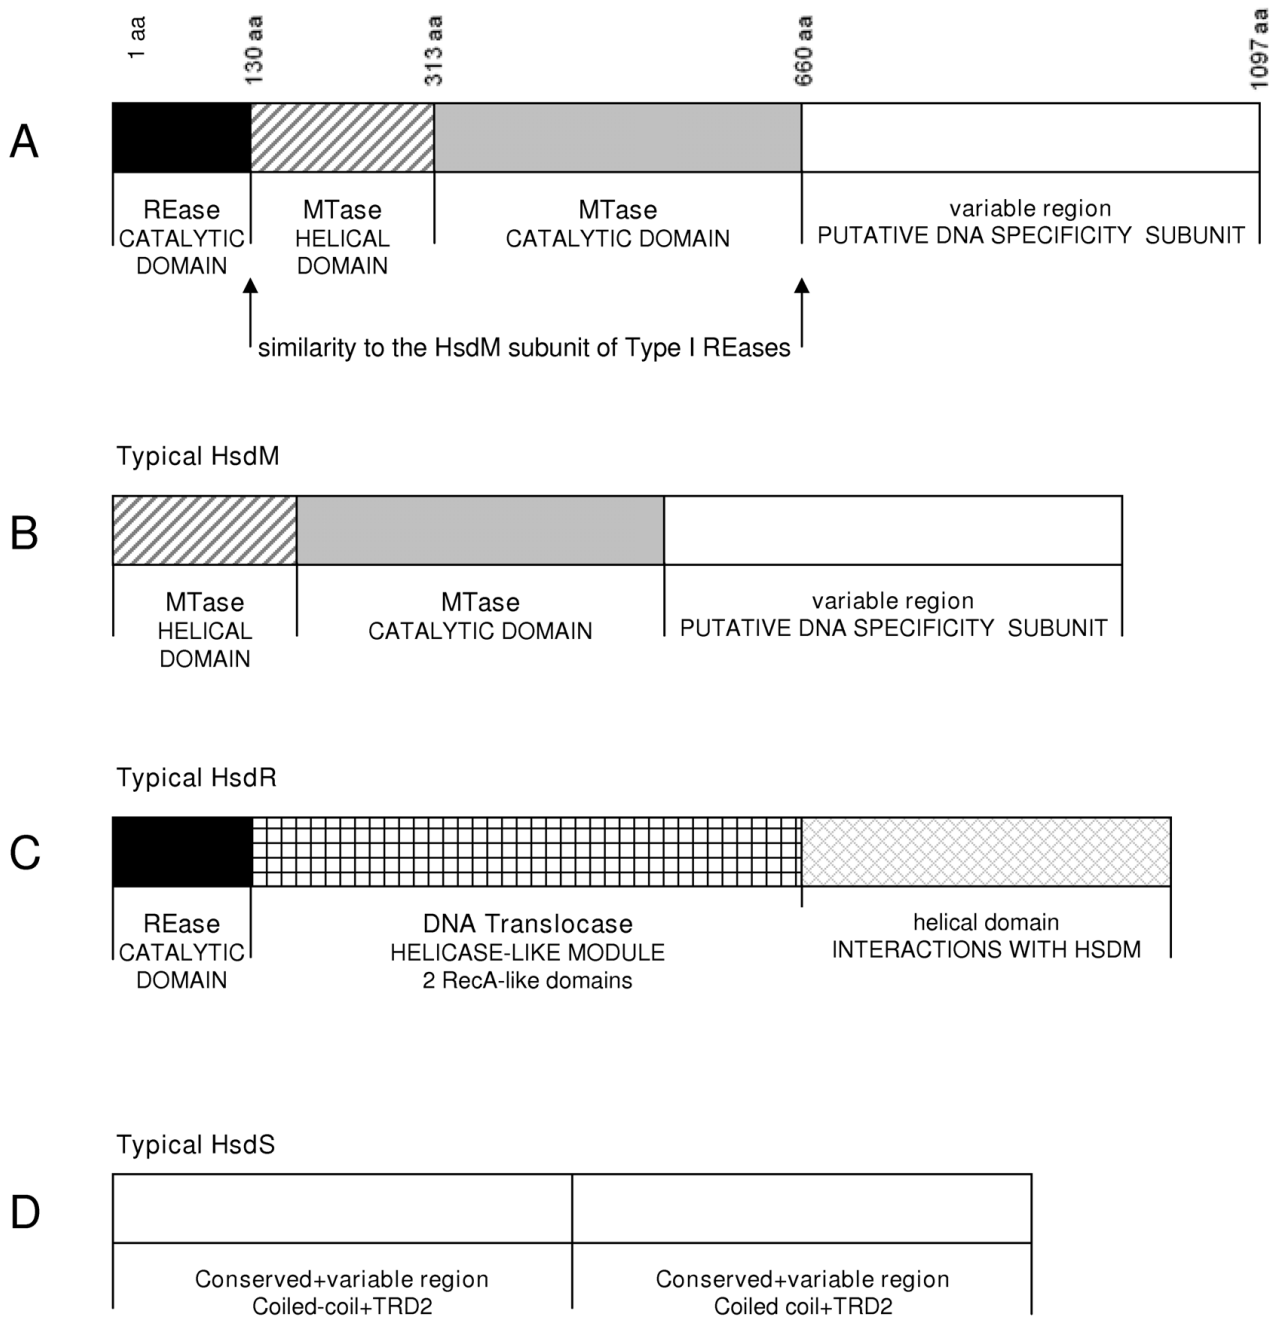 1 aa
130 aa
313 aa
660 aa
1097 aa
A
REase
CATALYTIC
DOMAIN
MTase
HELICAL
DOMAIN
MTase
CATALYTIC DOMAIN
variable region
PUTATIVE DNA SPECIFICITY SUBUNIT
similarity to the HsdM subunit of Type I REases
Typical HsdM
B
MTase
HELICAL
DOMAIN
MTase
CATALYTIC DOMAIN
variable region
PUTATIVE DNA SPECIFICITY SUBUNIT
Typical HsdR
C
REase
CATALYTIC
DOMAIN
DNA Translocase
HELICASE-LIKE MODULE
2 RecA-like domains
helical domain
INTERACTIONS WITH HSDM
Typical HsdS
D
Conserved+variable region
Coiled-coil+TRD2
Conserved+variable region
Coiled coil+TRD2